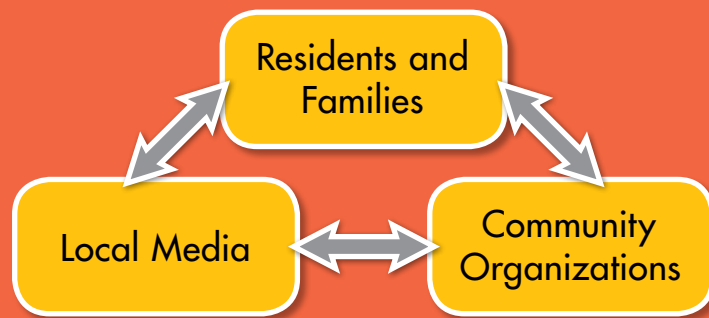 Residents and
Families
Local Media
Community
Organizations